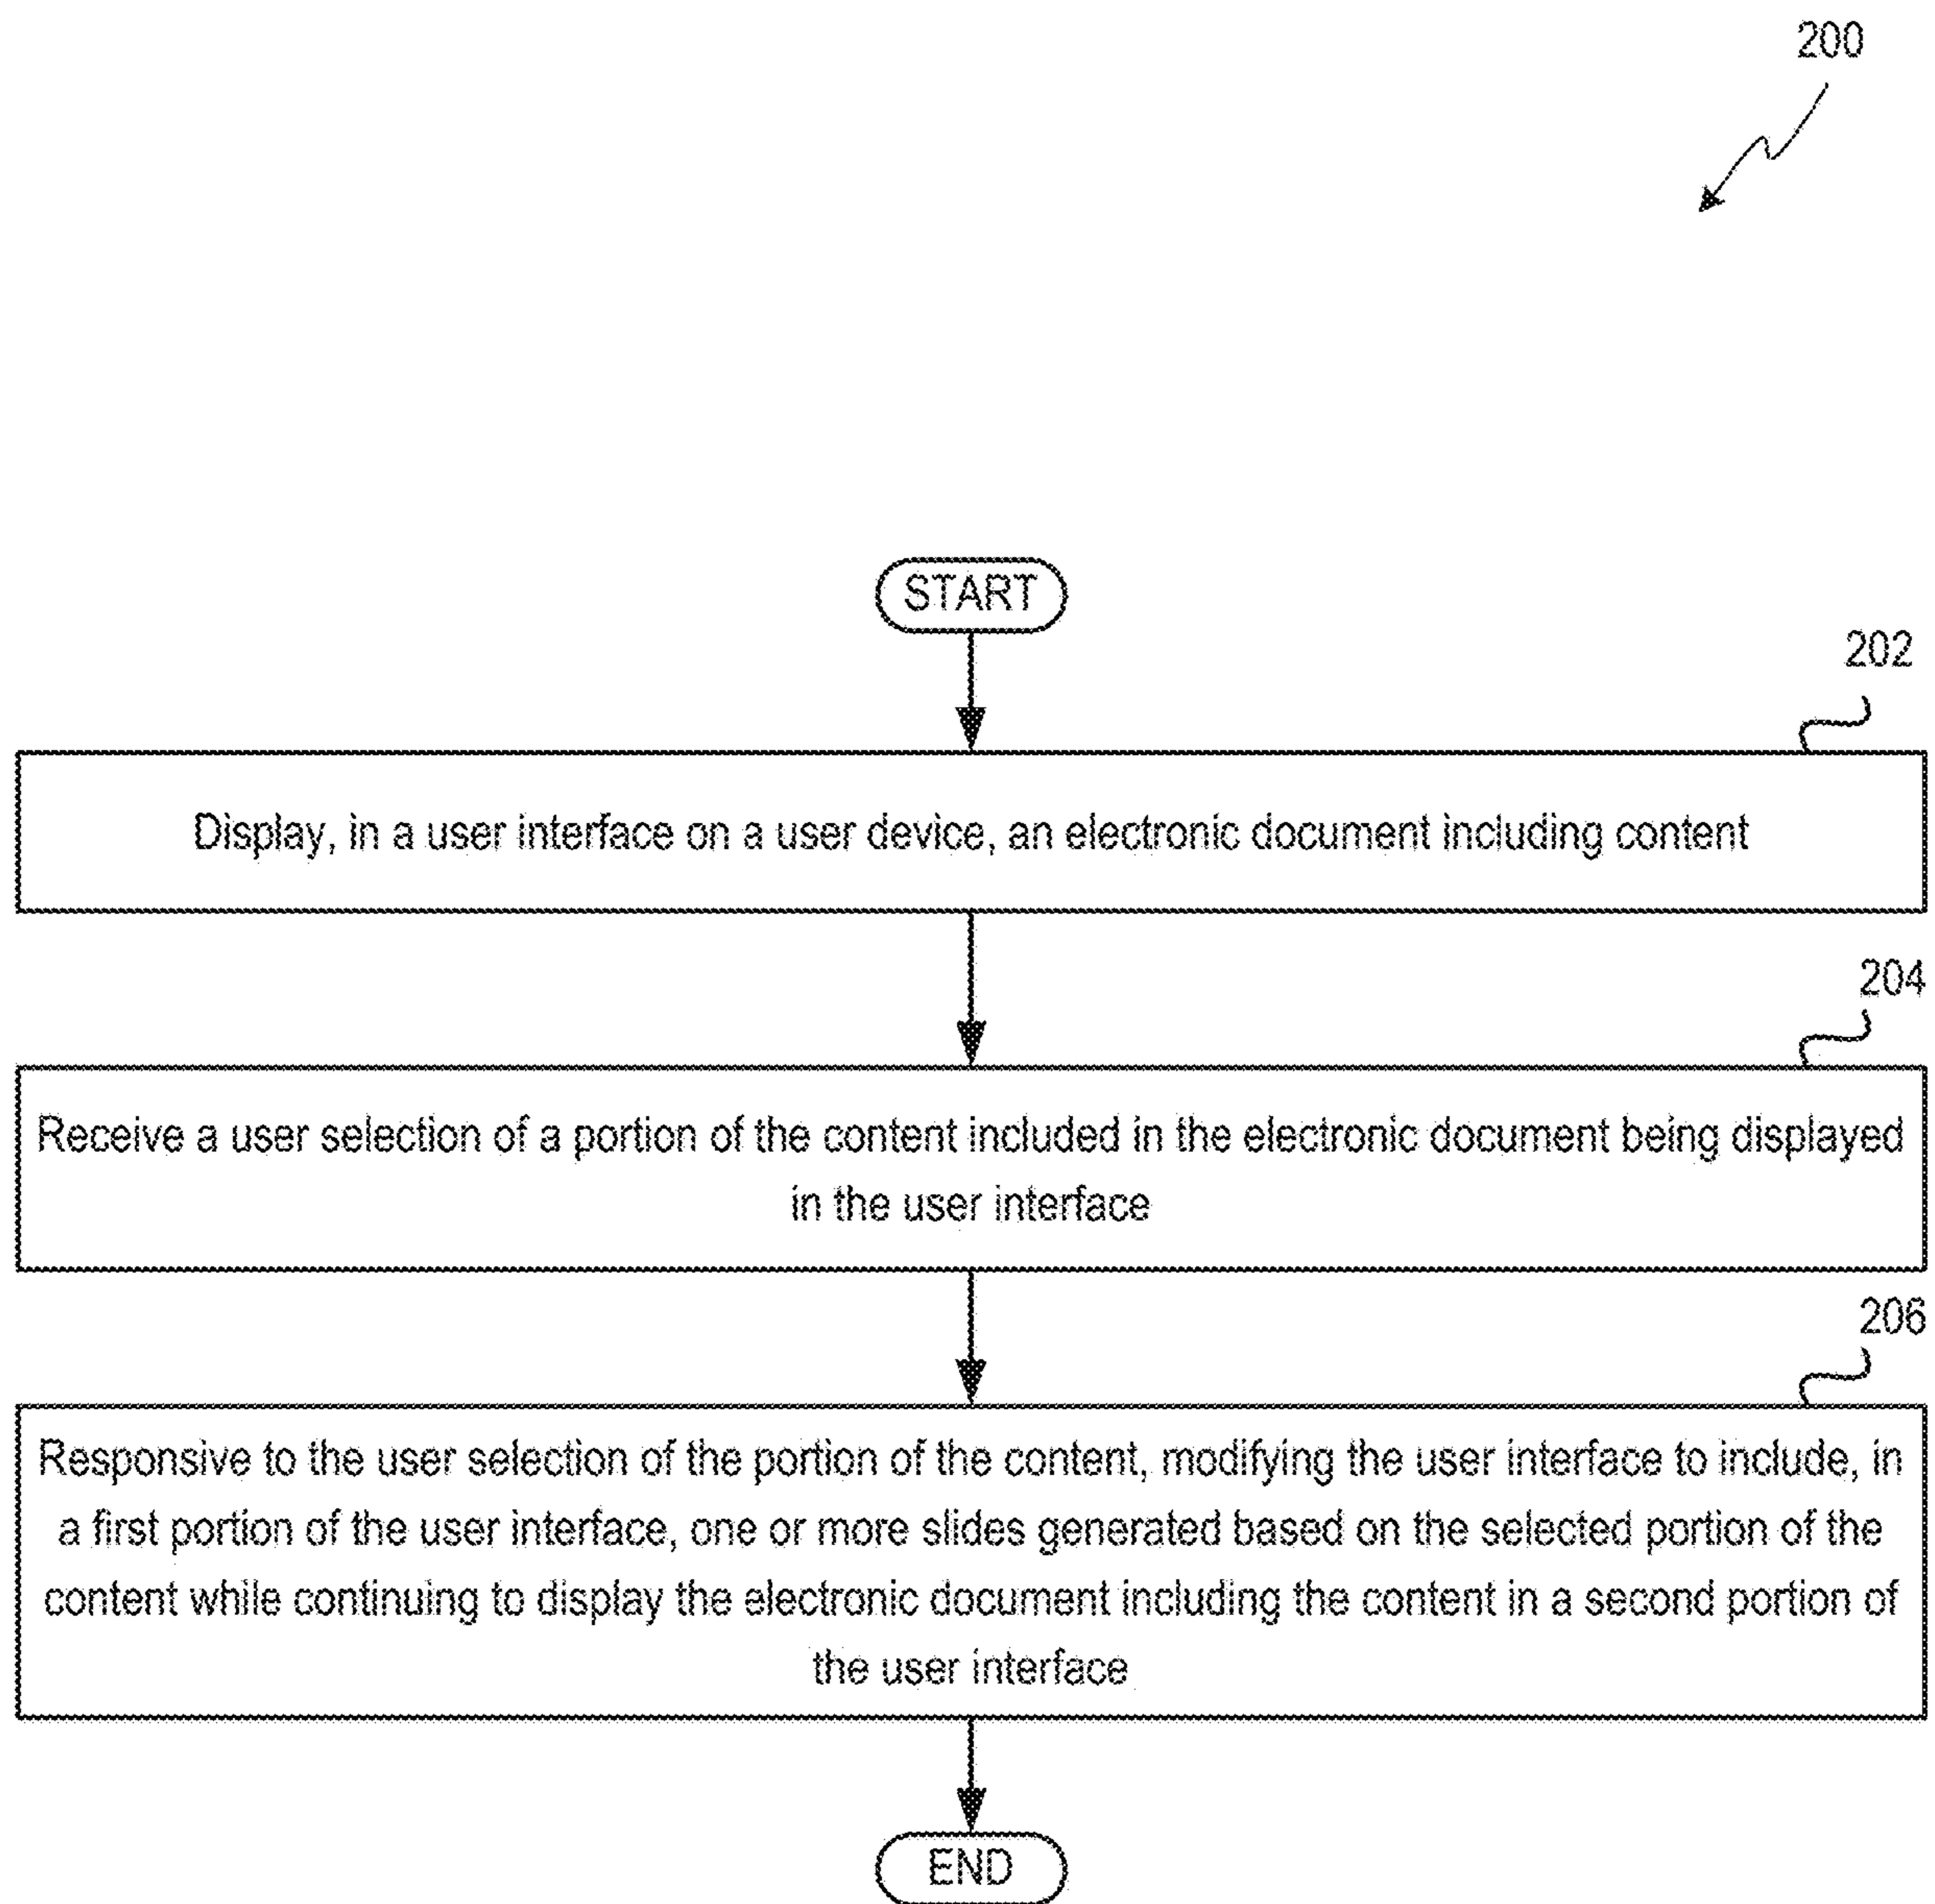 200
START
202
Display, in a user interface on a user device, an electronic document including content
204
Receive a user selection of a portion of the content included in the electronic document being displayed
in the user interface
206
Responsive to the user selection of the portion of the content, modifying the user interface to include, in
a first portion of the user interface, one or more slides generated based on the selected portion of the
content while continuing to display the electronic document including the content in a second portion of
the user interface
END